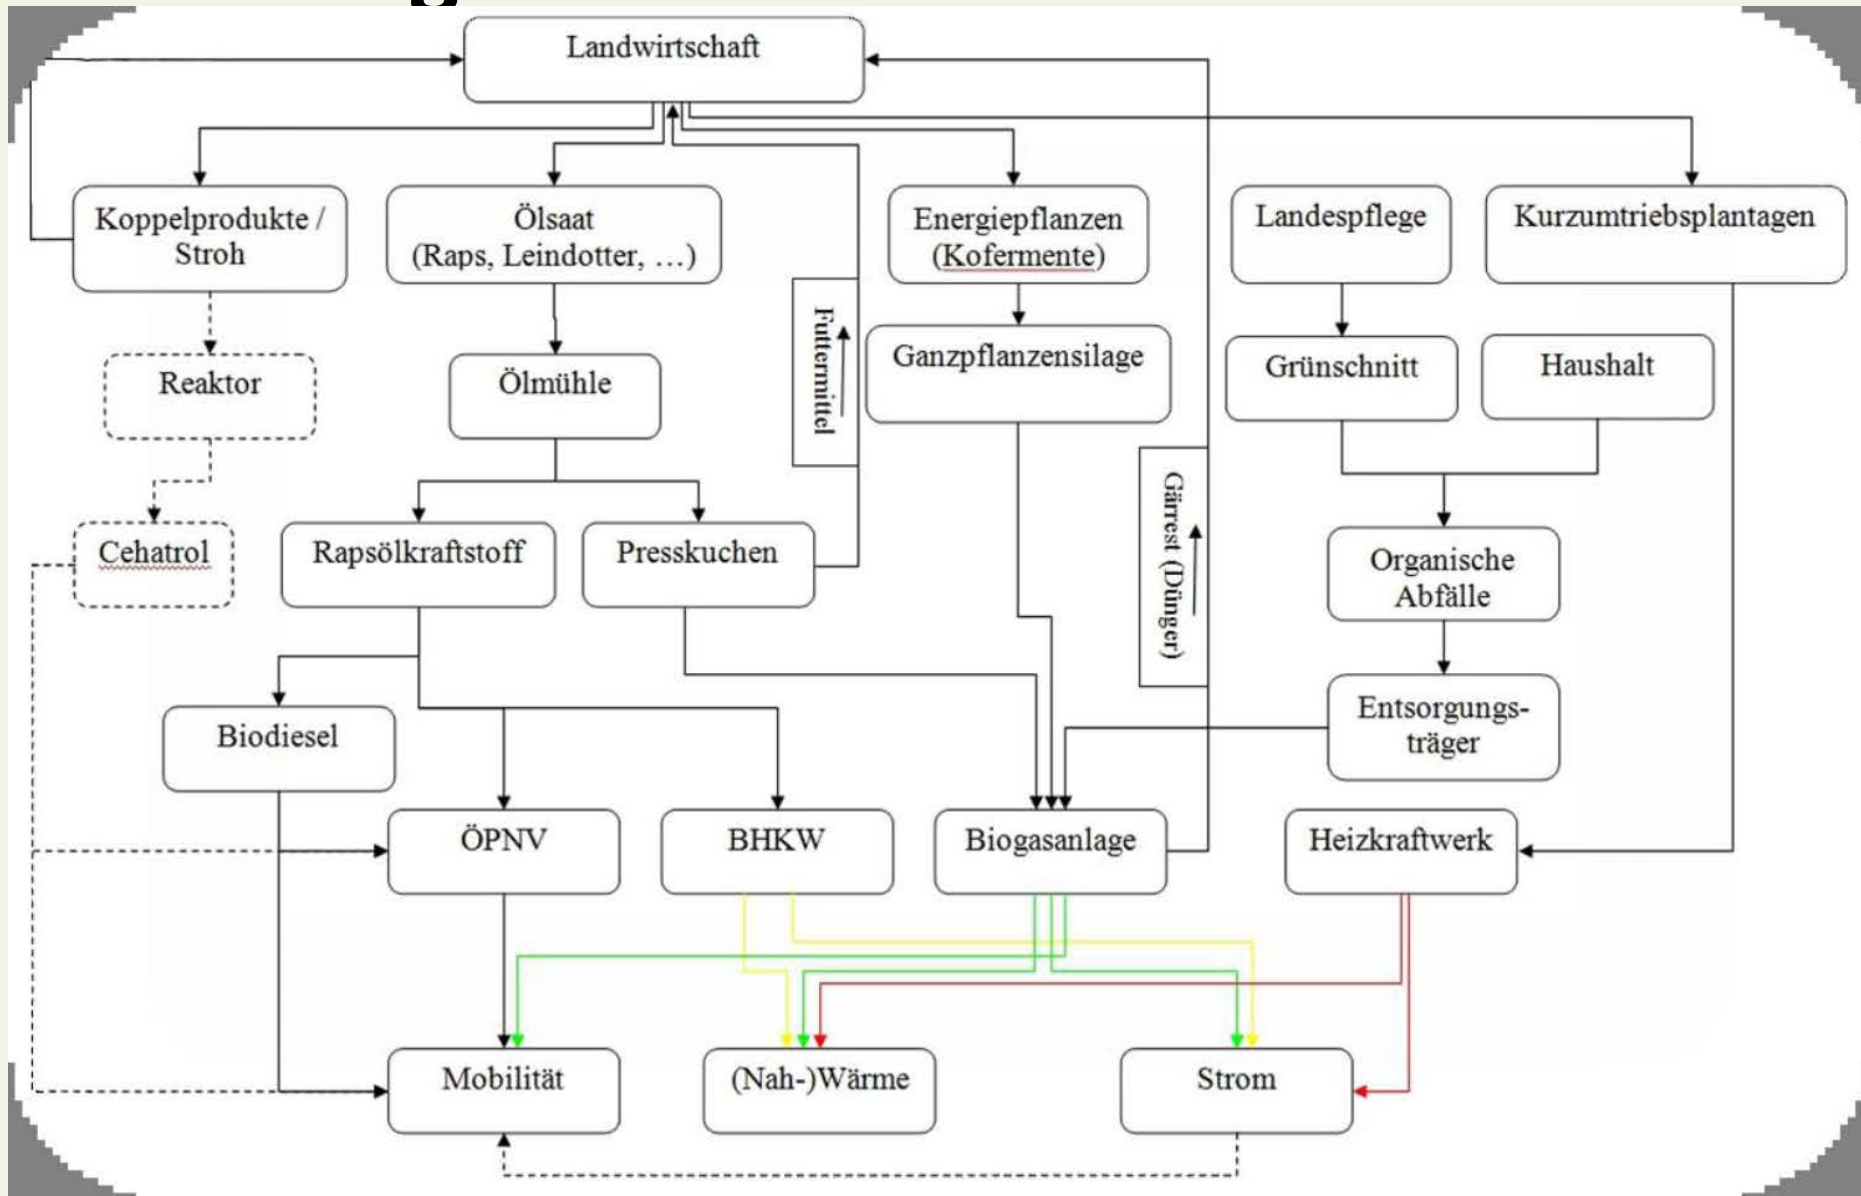 Landwirtschaft
Koppelprodukte /
Stroh
Ölsaat
(Raps, Leindotter, …)
Energiepflanzen
(Kofermente)
Landespflege
Kurzumtriebsplantagen
Futtermittel
Reaktor
Ölmühle
Ganzpflanzensilage
Grünschnitt
Haushalt
Gärrest (Dünger)
Cehatrol
Rapsölkraftstoff
Presskuchen
Organische
Abfälle
Biodiesel
Entsorgungs-
träger
ÖPNV
BHKW
Biogasanlage
Heizkraftwerk
Mobilität
(Nah-)Wärme
Strom